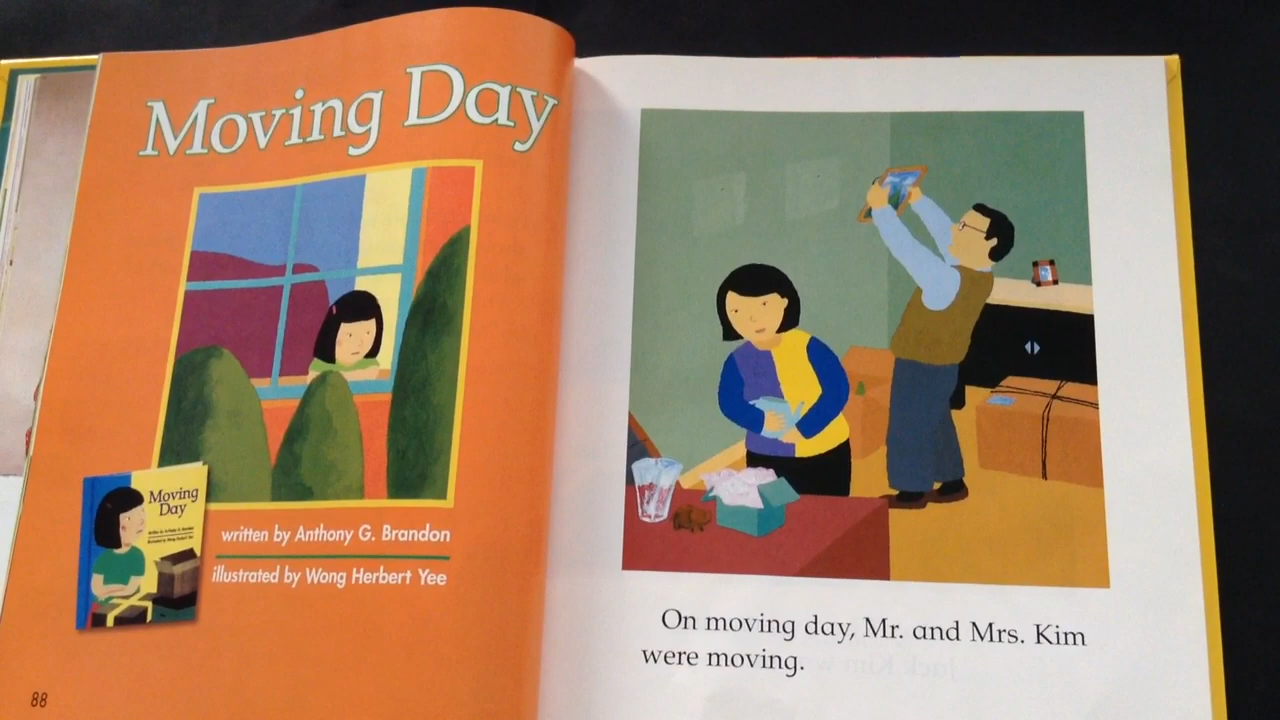 Moving Day
Moving
Day
written by Anthony G. Brandon
illustrated by Wong Herbert Yee
88
On moving day, Mr. and Mrs. Kim
were moving.